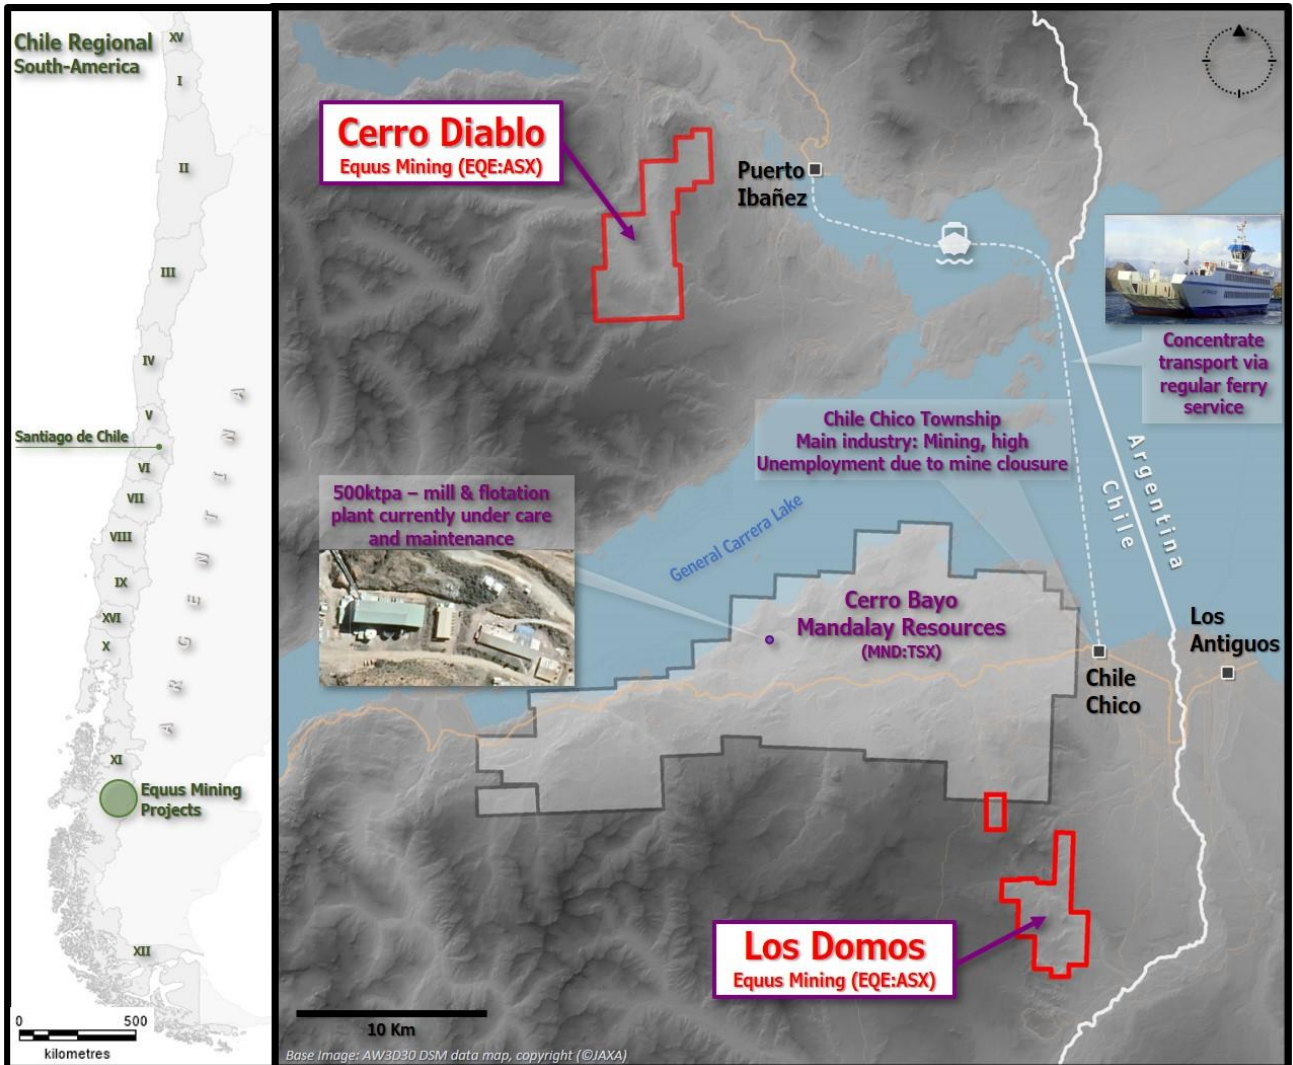 Chile Regional
South-America
XV
I
II
III
IV
V
Santiago de Chile
VI
VII
VIII
IX
XVI
X
XI
XII
ARGENTINA
Equus Mining
Projects
0 500
kilometres
Cerro Diablo
Equus Mining (EQE:ASX)
Puerto
Ibañez
Concentrate
transport via
regular ferry
service
Chile Chico Township
Main industry: Mining, high
Unemployment due to mine clousure
500ktpa – mill & flotation
plant currently under care
and maintenance
General Carrera Lake
Argentina
Chile
Cerro Bayo
Mandalay Resources
(MND:TSX)
Los
Antiguos
Chile
Chico
Los Domos
Equus Mining (EQE:ASX)
10 Km
Base Image: AW3D30 DSM data map, copyright (©JAXA)